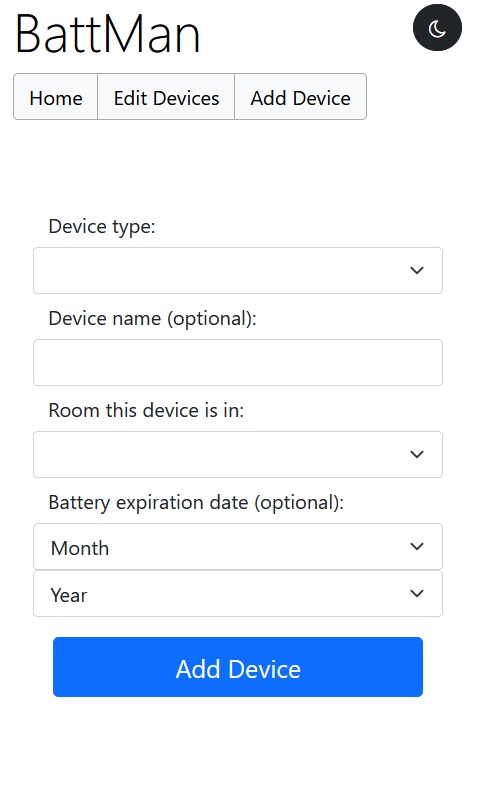 BattMan
Home Edit Devices Add Device
Device type:
Device name (optional):
Room this device is in:
Battery expiration date (optional):
Month
Year
Add Device